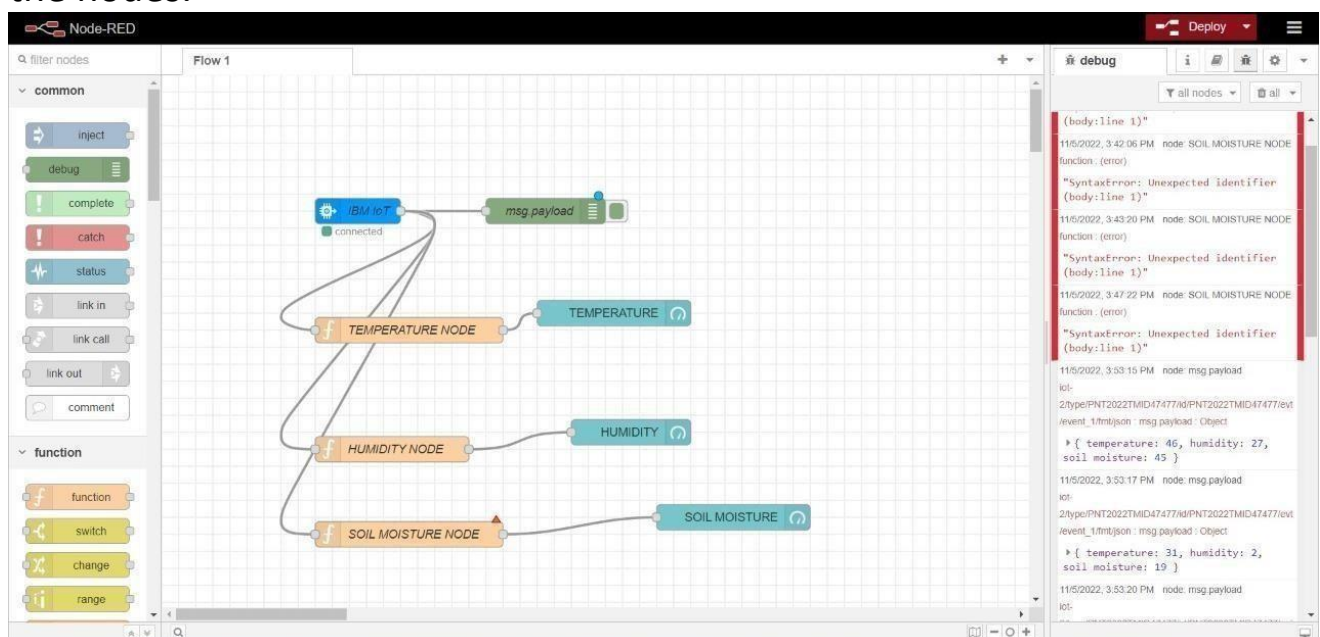 the nodes.
Node-RED
Deploy
filter nodes
Flow 1
debug
i
all nodes
all
common
inject
debug
complete
catch
status
link in
link call
link out
comment
function
function
switch
change
range
IBM IoT
connected
msg.payload
TEMPERATURE NODE
TEMPERATURE
HUMIDITY NODE
HUMIDITY
SOIL MOISTURE NODE
SOIL MOISTURE
(body:line 1)"
11/5/2022, 3:42:06 PM node: SOIL MOISTURE NODE
function : (error)
"SyntaxError: Unexpected identifier
(body:line 1)"
11/5/2022, 3:43:20 PM node: SOIL MOISTURE NODE
function : (error)
"SyntaxError: Unexpected identifier
(body:line 1)"
11/5/2022, 3:47:22 PM node: SOIL MOISTURE NODE
function : (error)
"SyntaxError: Unexpected identifier
(body:line 1)"
11/5/2022, 3:53:15 PM node: msg.payload
iot-
2/type/PNT2022TMID47477/id/PNT2022TMID47477/evt
/event_1/fmt/json : msg.payload : Object
{ temperature: 46, humidity: 27,
soil moisture: 45 }
11/5/2022, 3:53:17 PM node: msg.payload
iot-
2/type/PNT2022TMID47477/id/PNT2022TMID47477/evt
/event_1/fmt/json : msg.payload : Object
{ temperature: 31, humidity: 2,
soil moisture: 19 }
11/5/2022, 3:53:20 PM node: msg.payload
iot-